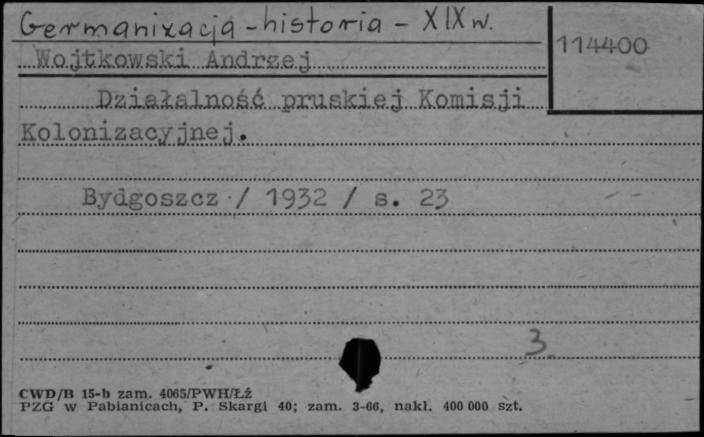 Germanizacja - historia - XIX w.
114400
Wojtkowski Andrzej
Działalność pruskiej Komisji
Kolonizacyjnej.
Bydgoszcz / 1932 / s. 23
3
CWD/B 15-b zam. 4065/PWH/Łź
PZG w Pabianicach, P. Skargi 40; zam. 3-66, nakł. 400 000 szt.